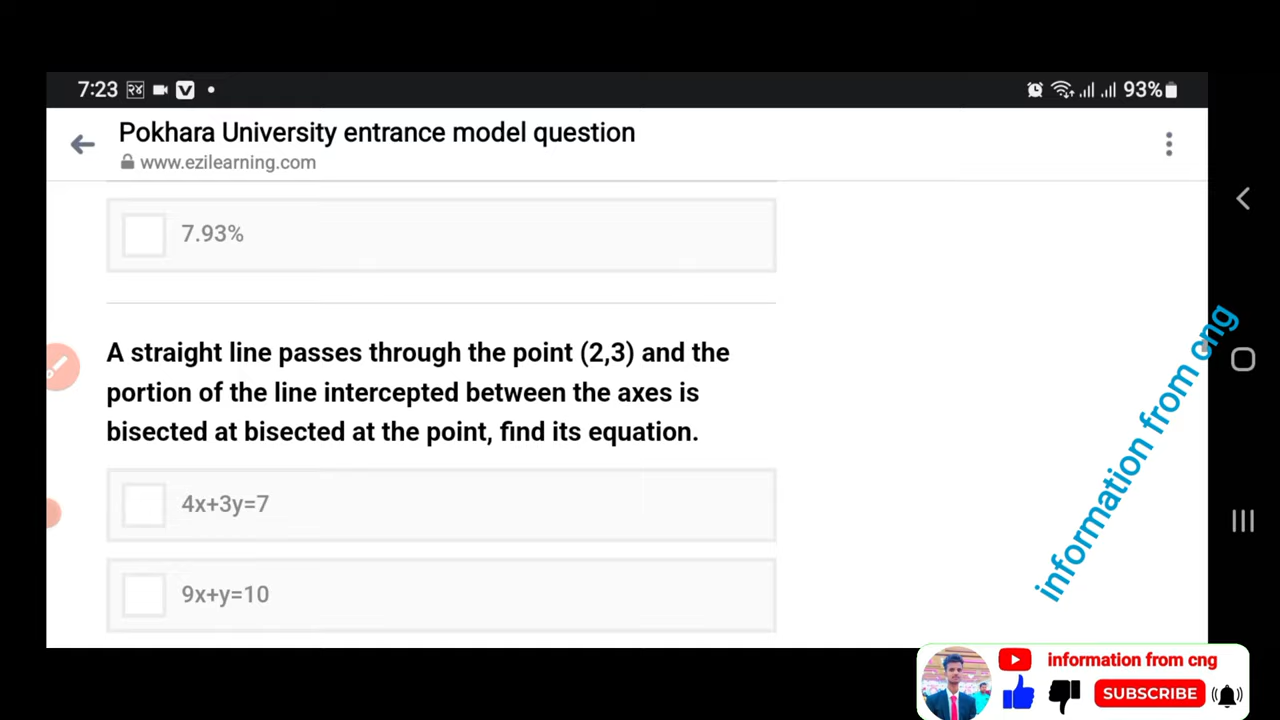 7:23 २४ V
93%
Pokhara University entrance model question
www.ezilearning.com
7.93%
A straight line passes through the point (2,3) and the
portion of the line intercepted between the axes is
bisected at bisected at the point, find its equation.
4x+3y=7
9x+y=10
information from cng
information from cng
SUBSCRIBE